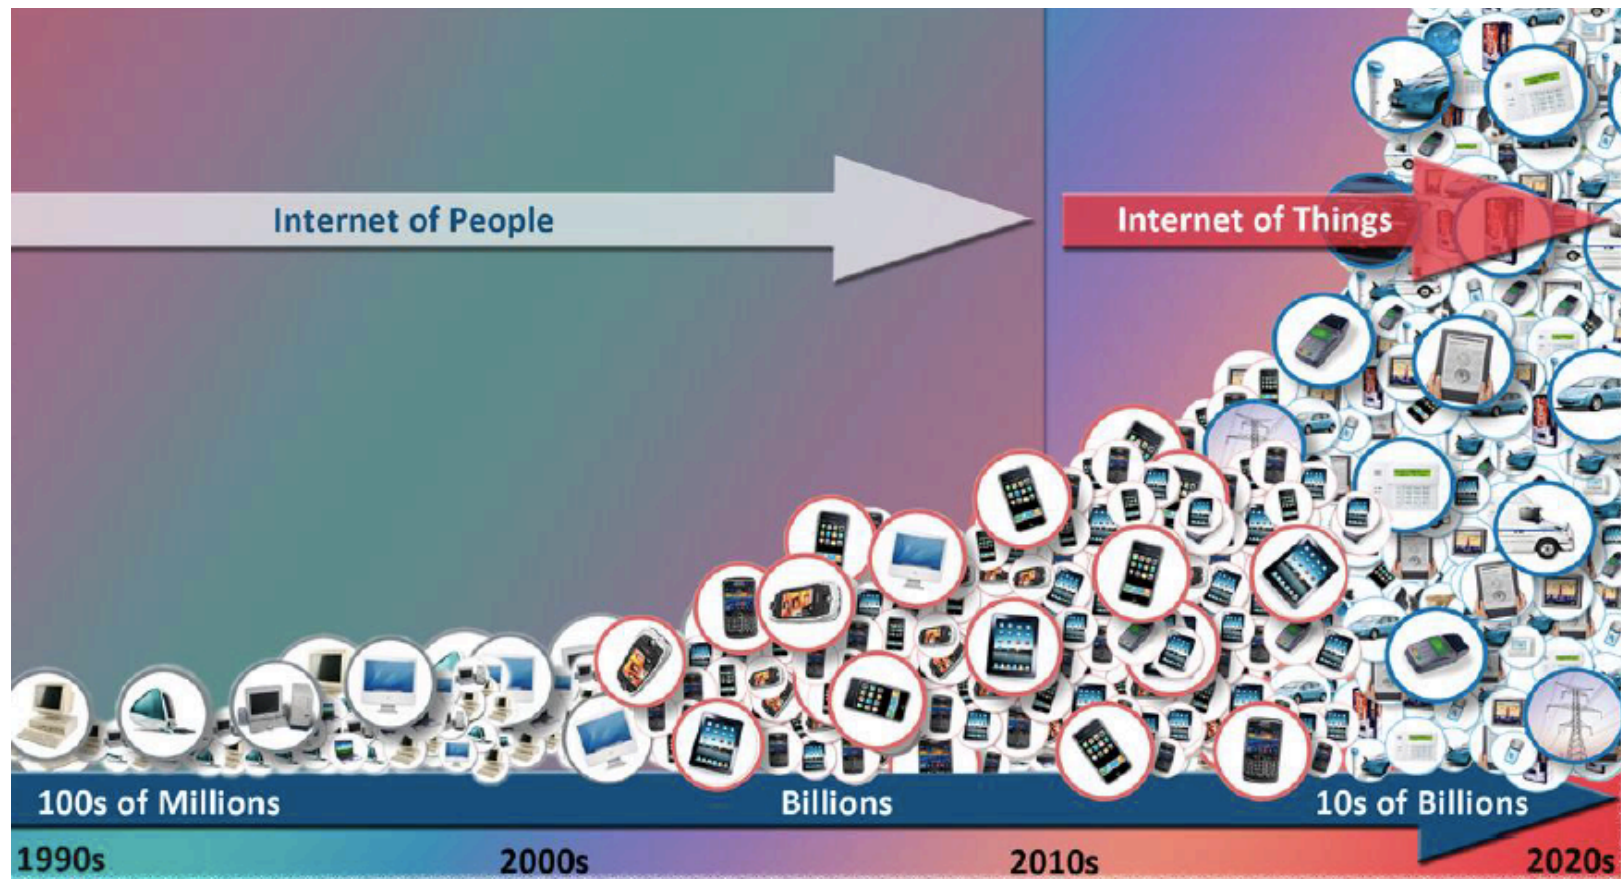 Internet of People
Internet of Things
100s of Millions
Billions
10s of Billions
1990s
2000s
2010s
2020s